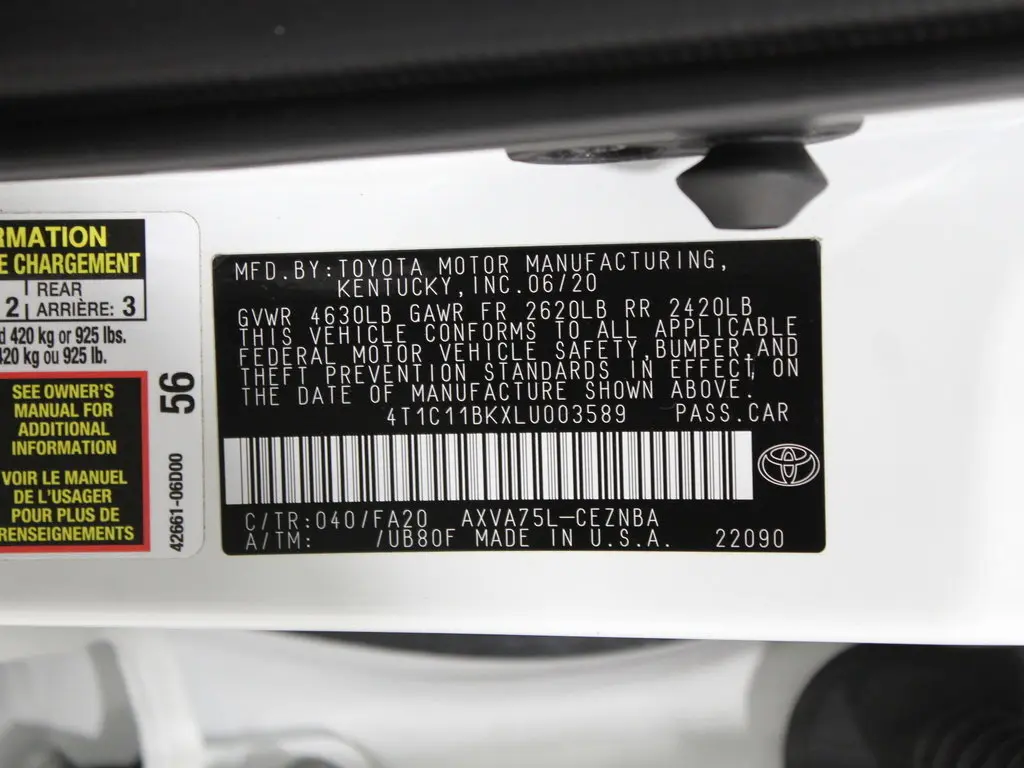 RMATION
E CHARGEMENT
2 REAR
ARRIÈRE: 3
420 kg or 925 lbs.
420 kg ou 925 lb.
SEE OWNER'S
MANUAL FOR
ADDITIONAL
INFORMATION
VOIR LE MANUEL
DE L'USAGER
POUR PLUS DE
RENSEIGNEMENTS
56
42661-06D00
MFD.BY:TOYOTA MOTOR MANUFACTURING,
KENTUCKY,INC.06/20
GVWR 4630LB GAWR FR 2620LB RR 2420LB
THIS VEHICLE CONFORMS TO ALL APPLICABLE
FEDERAL MOTOR VEHICLE SAFETY,BUMPER,AND
THEFT PREVENTION STANDARDS IN EFFECT, ON
THE DATE OF MANUFACTURE SHOWN ABOVE.
4T1C11BKXLU003589 PASS.CAR
C/TR:040/FA20 AXVA75L-CEZNBA
A/TM: /UB80F MADE IN U.S.A. 22090